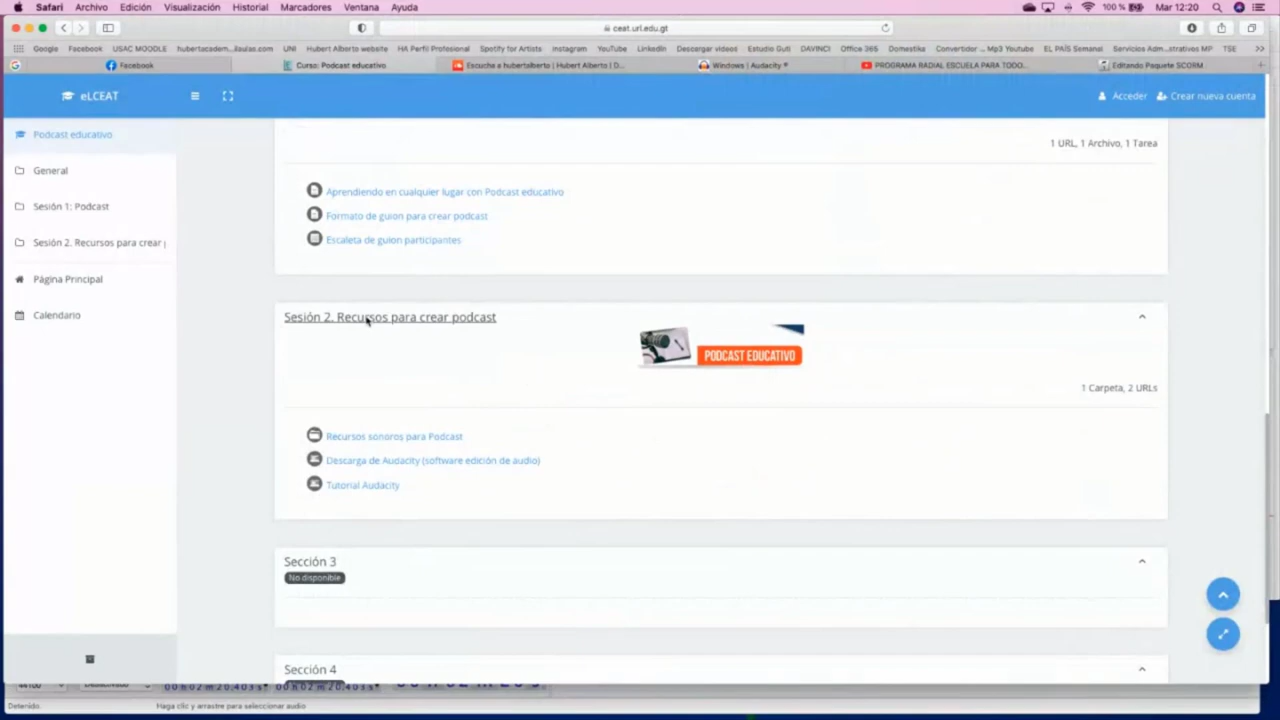 Safari Archivo Edición Visualización Historial Marcadores Ventana Ayuda 100 % Mar 12:20
ceat.url.edu.gt
Google Facebook USAC MOODLE UNI Hubert Alberto website HA Perfil Profesional Spotify for Artists Instagram YouTube LinkedIn Descargar videos Estudio Guti DAVINCI Office 365 Domestika Convertidor ... Mp3 Youtube EL PAÍS Semanal Servicios Adm...strativos MP TSE
Facebook Curso: Podcast educativo Escucha a hubertalberto | Hubert Alberto | D... Windows | Audacity ® PROGRAMA RADIAL ESCUELA PARA TODO... Editando Paquete SCORM
eLCEAT Acceder Crear nueva cuenta
Podcast educativo
1 URL, 1 Archivo, 1 Tarea
General
Aprendiendo en cualquier lugar con Podcast educativo
Sesión 1: Podcast
Formato de guion para crear podcast
Sesión 2. Recursos para crear
Escaleta de guion participantes
Página Principal
Calendario
Sesión 2. Recursos para crear podcast
PODCAST EDUCATIVO
1 Carpeta, 2 URLs
Recursos sonoros para Podcast
Descarga de Audacity (software edición de audio)
Tutorial Audacity
Sección 3
No disponible
Sección 4
Detenido. Haga clic y arrastre para seleccionar audio